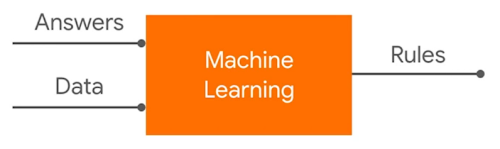 Answers
Data
Machine
Learning
Rules